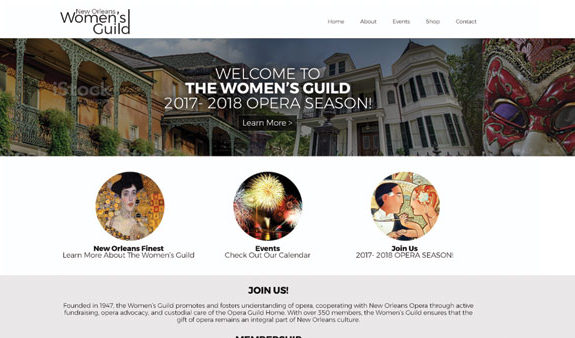 New Orleans
Women's
Guild
Home About Events Shop Contact
iStock
WELCOME TO
THE WOMEN'S GUILD
2017- 2018 OPERA SEASON!
Learn More >
New Orleans Finest
Learn More About The Women's Guild
Events
Check Out Our Calendar
Join Us
2017- 2018 OPERA SEASON!
JOIN US!
Founded in 1947, the Women's Guild promotes and fosters understanding of opera, cooperating with New Orleans Opera through active
fundraising, opera advocacy, and custodial care of the Opera Guild Home. With over 350 members, the Women's Guild ensures that the
gift of opera remains an integral part of New Orleans culture.
MEMBERSHIP